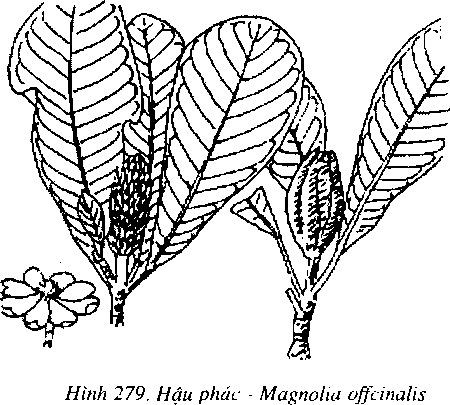 Hình 279. Hậu phác - Magnolia offcinalis